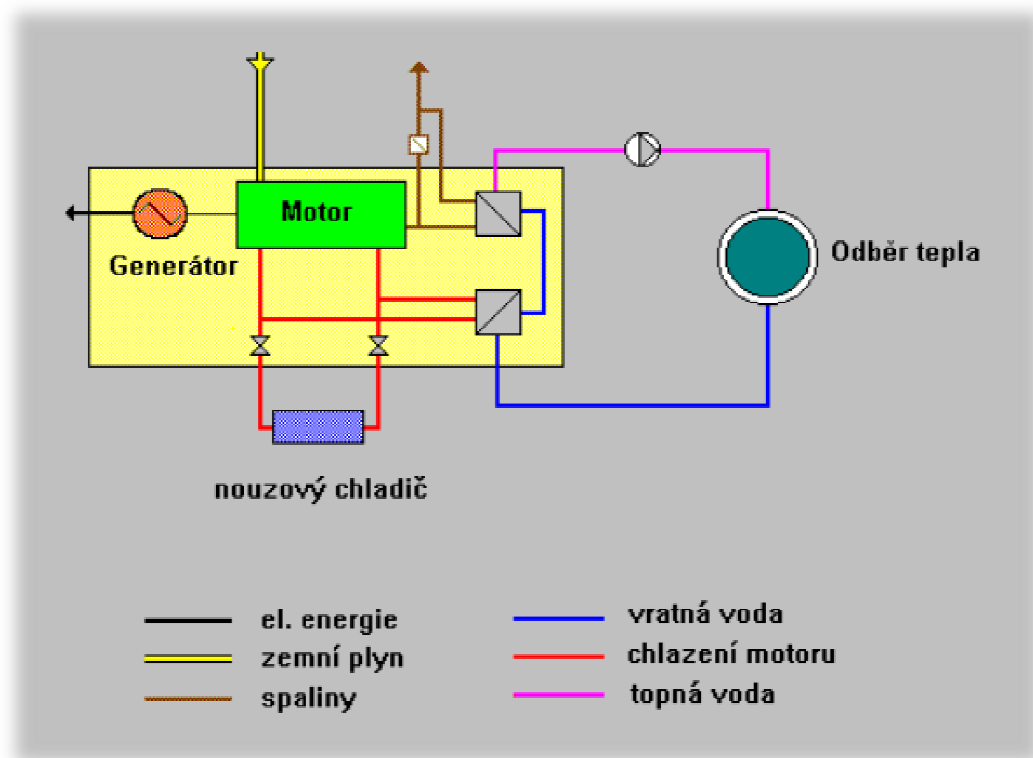 Motor
Generátor
Odběr tepla
nouzový chladič
el. energie
zemní plyn
spaliny
vratná voda
chlazení motoru
topná voda